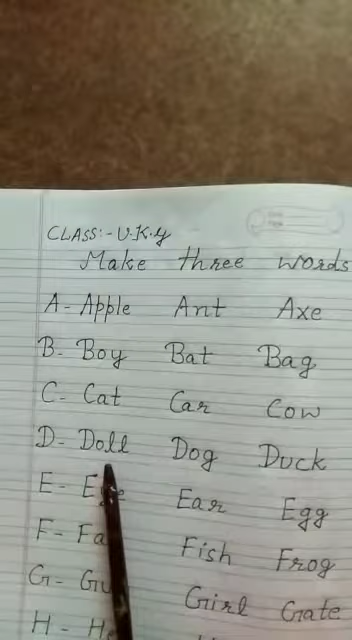 CLASS:- U.K.G
Make three words
A- Apple Ant Axe
B- Boy Bat Bag
C- Cat Car Cow
D- Doll Dog Duck
E- Ear Egg
F- Fish Frog
G- Girl Gate
H-